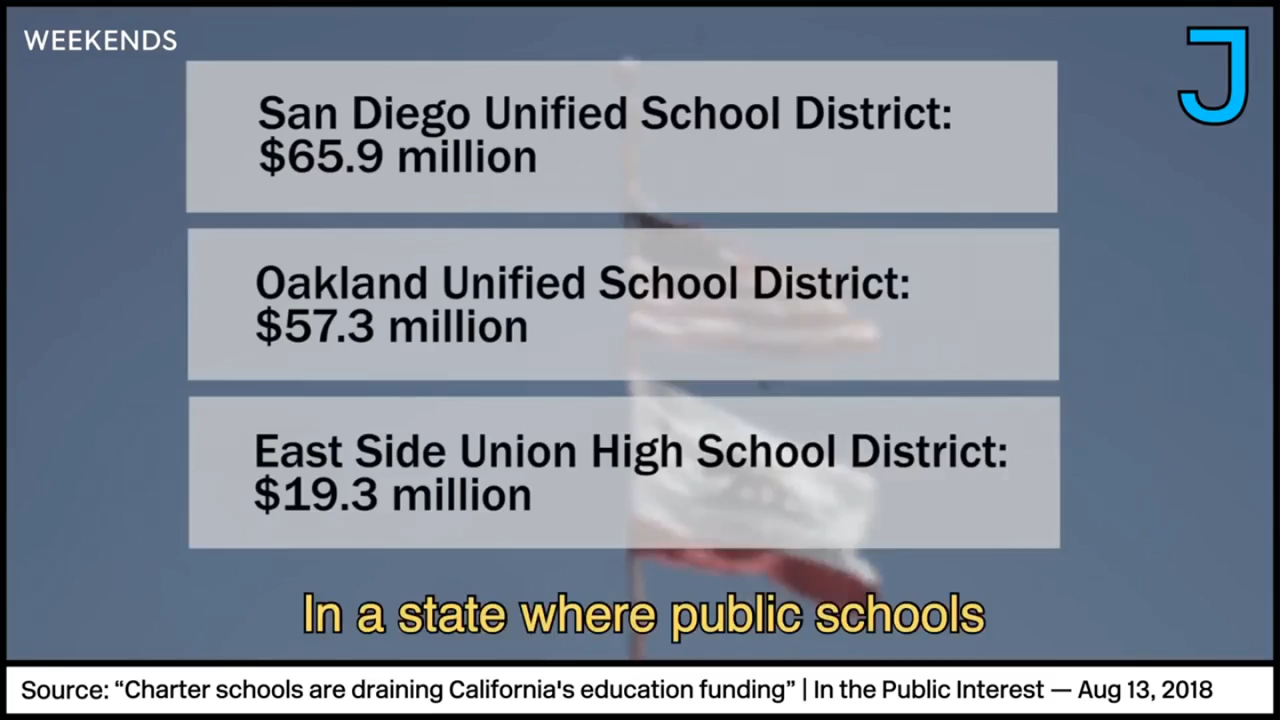 WEEKENDS
J
San Diego Unified School District:
$65.9 million
Oakland Unified School District:
$57.3 million
East Side Union High School District:
$19.3 million
In a state where public schools
Source: “Charter schools are draining California's education funding” | In the Public Interest — Aug 13, 2018